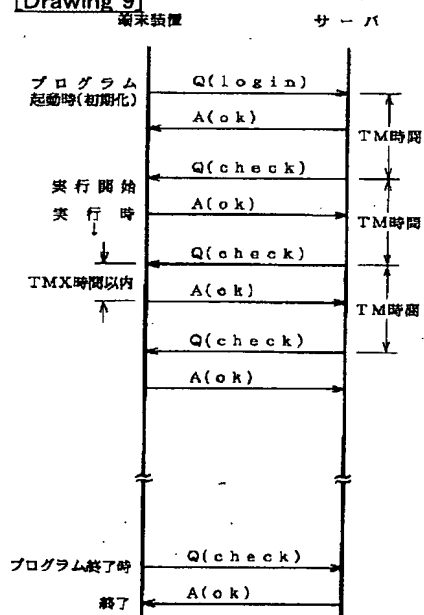 [Drawing 9]
端末装置 サーバ
プログラム Q(login)
起動時(初期化)
A(ok)
TM時間
Q(check)
実行開始
A(ok)
実行時 TM時間
↓
Q(check)
TMX時間以内
A(ok)
TM時間
Q(check)
A(ok)
プログラム終了時 Q(check)
終了 A(ok)